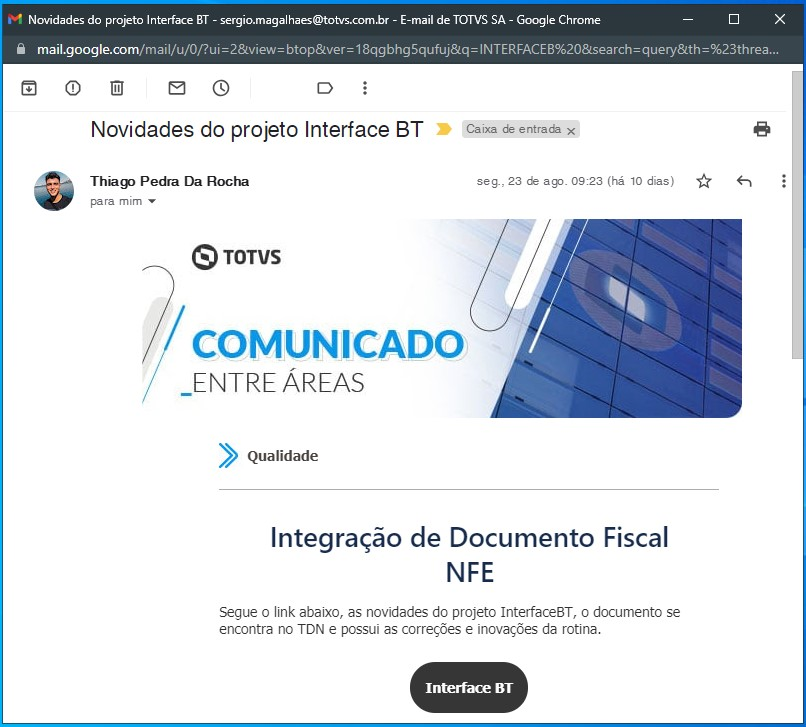 Novidades do projeto Interface BT - sergio.magalhaes@totvs.com.br - E-mail de TOTVS SA - Google Chrome
mail.google.com/mail/u/0/?ui=2&view=btop&ver=18qgbhg5qufuj&q=INTERFACEB%20&search=query&th=%23threa...
Novidades do projeto Interface BT
Caixa de entrada ×
Thiago Pedra Da Rocha
seg., 23 de ago. 09:23 (há 10 dias)
para mim
TOTVS
COMUNICADO
_ENTRE ÁREAS
Qualidade
Integração de Documento Fiscal
NFE
Segue o link abaixo, as novidades do projeto InterfaceBT, o documento se
encontra no TDN e possui as correções e inovações da rotina.
Interface BT